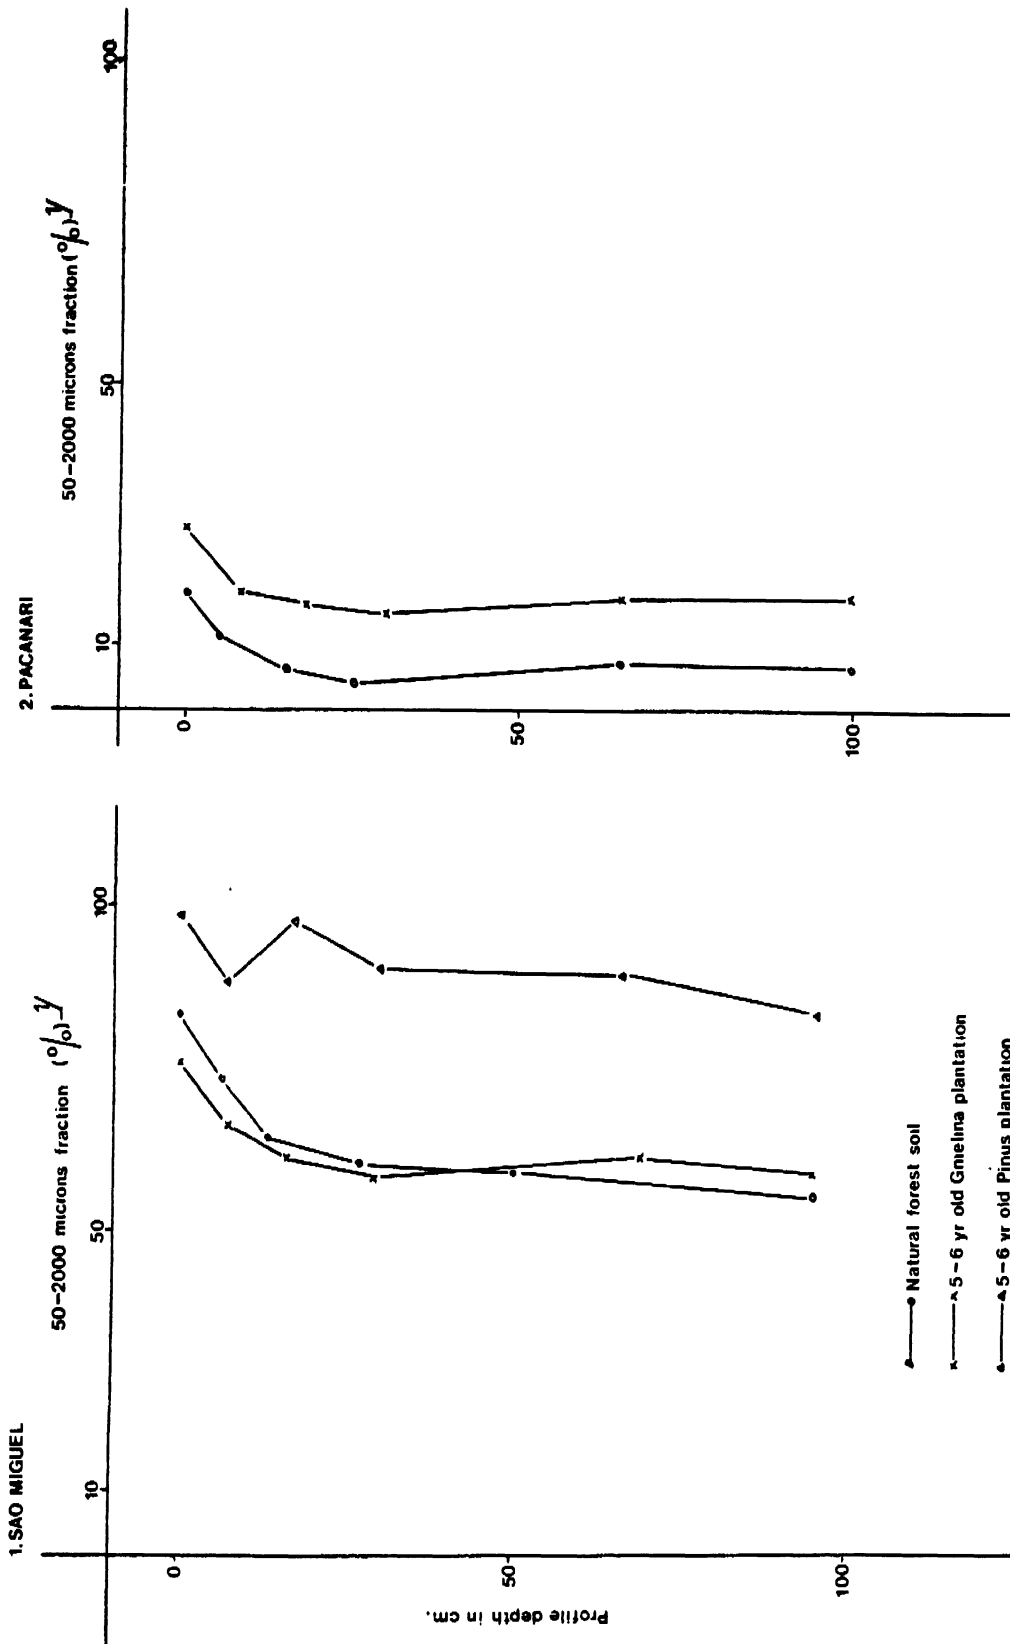 1. SAO MIGUEL
50-2000 microns fraction (%) 1/
10
50
100
0
50
100
Profile depth in cm.
Natural forest soil
5-6 yr old Gmelina plantation
5-6 yr old Pinus plantation
2. PACANARI
50-2000 microns fraction (%) 1/
10
50
100
0
50
100